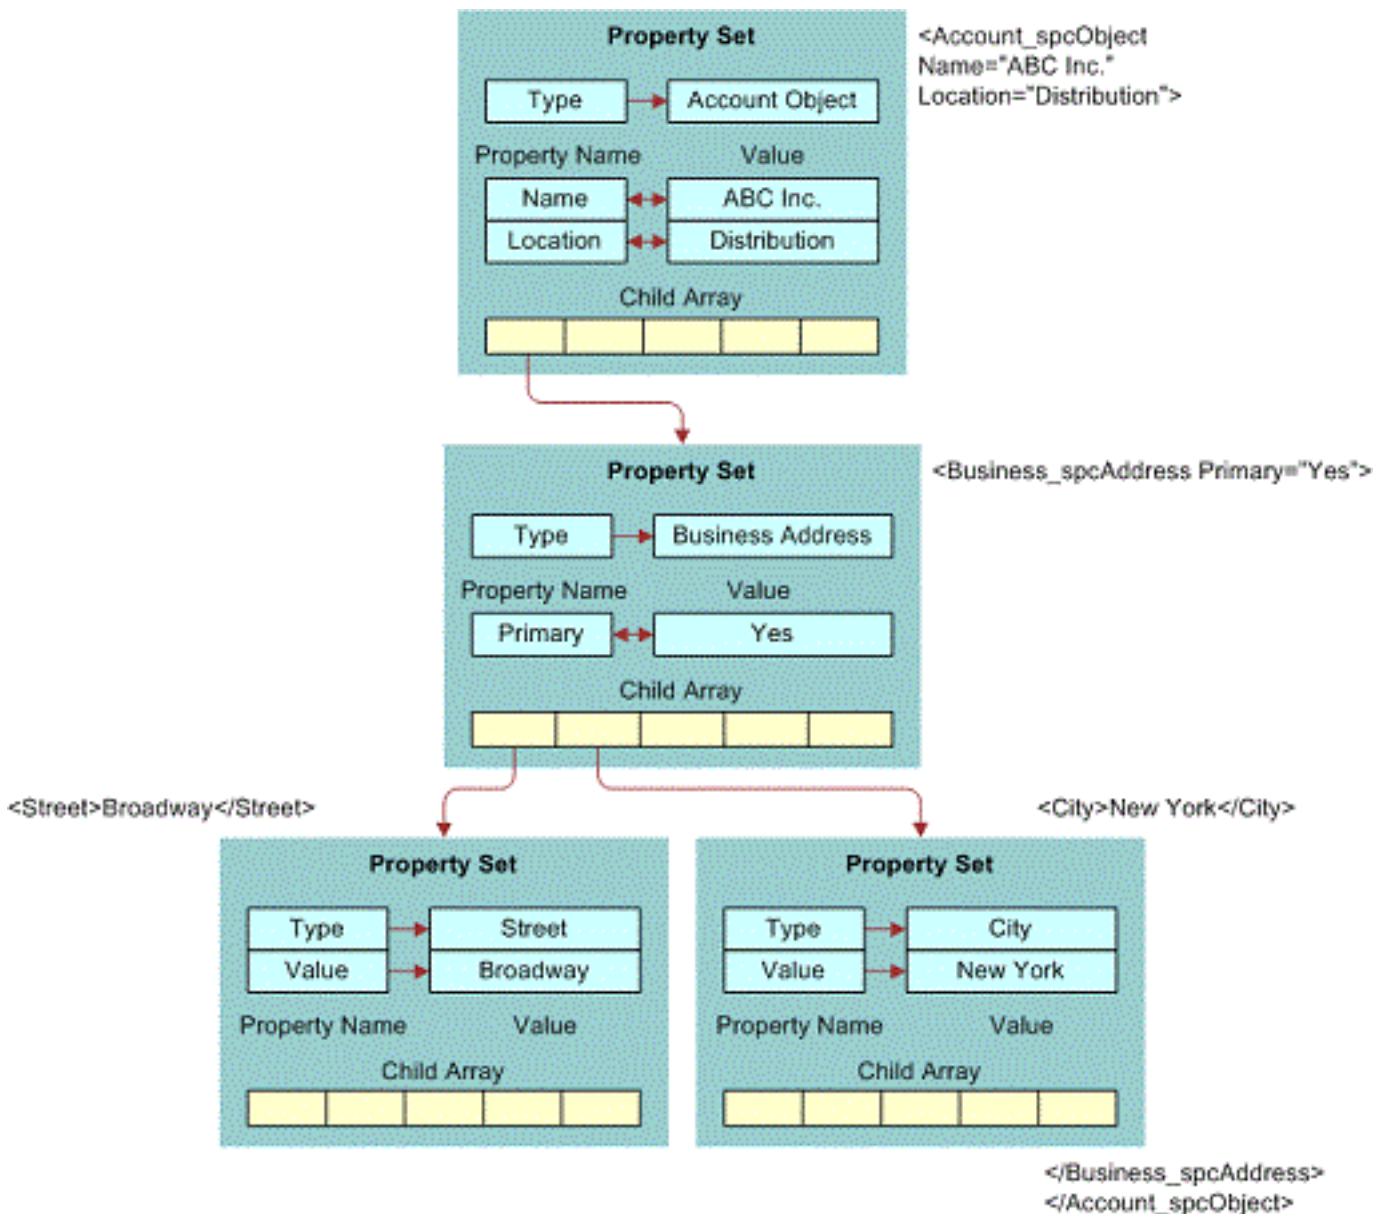 Property Set
<Account_spcObject
Name="ABC Inc."
Location="Distribution">
Type Account Object
Property Name Value
Name ABC Inc.
Location Distribution
Child Array
Property Set
<Business_spcAddress Primary="Yes">
Type Business Address
Property Name Value
Primary Yes
Child Array
<Street>Broadway</Street>
<City>New York</City>
Property Set
Type Street
Value Broadway
Property Name Value
Child Array
Property Set
Type City
Value New York
Property Name Value
Child Array
</Business_spcAddress>
</Account_spcObject>